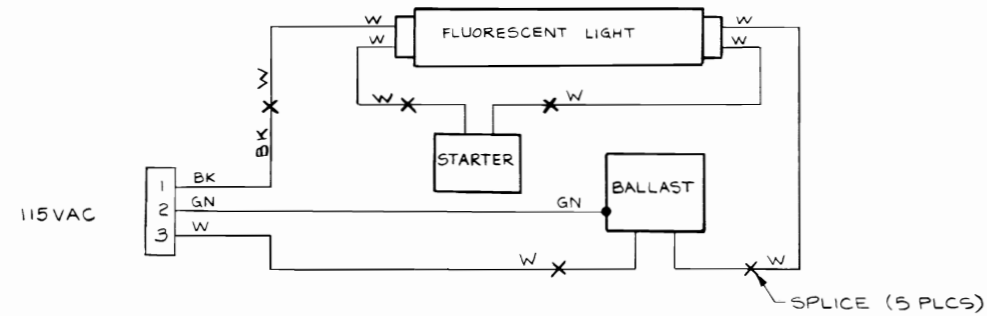 W
W
FLUORESCENT LIGHT
W
W
W
W
W
BK
STARTER
BALLAST
115VAC
1 BK
2 GN
GN
3 W
W
W
SPLICE (5 PLCS)